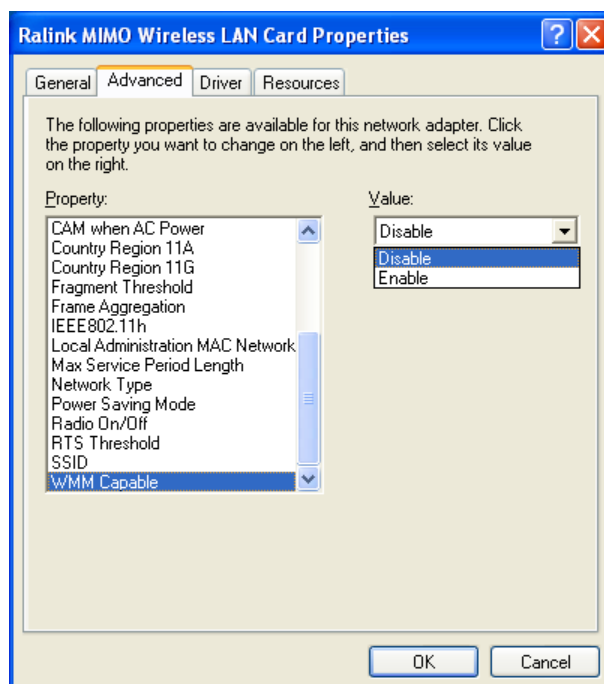 Ralink MIMO Wireless LAN Card Properties
General Advanced Driver Resources
The following properties are available for this network adapter. Click
the property you want to change on the left, and then select its value
on the right.
Property: Value:
CAM when AC Power
Country Region 11A
Country Region 11G
Fragment Threshold
Frame Aggregation
IEEE802.11h
Local Administration MAC Network
Max Service Period Length
Network Type
Power Saving Mode
Radio On/Off
RTS Threshold
SSID
WMM Capable
Disable
Disable
Enable
OK Cancel